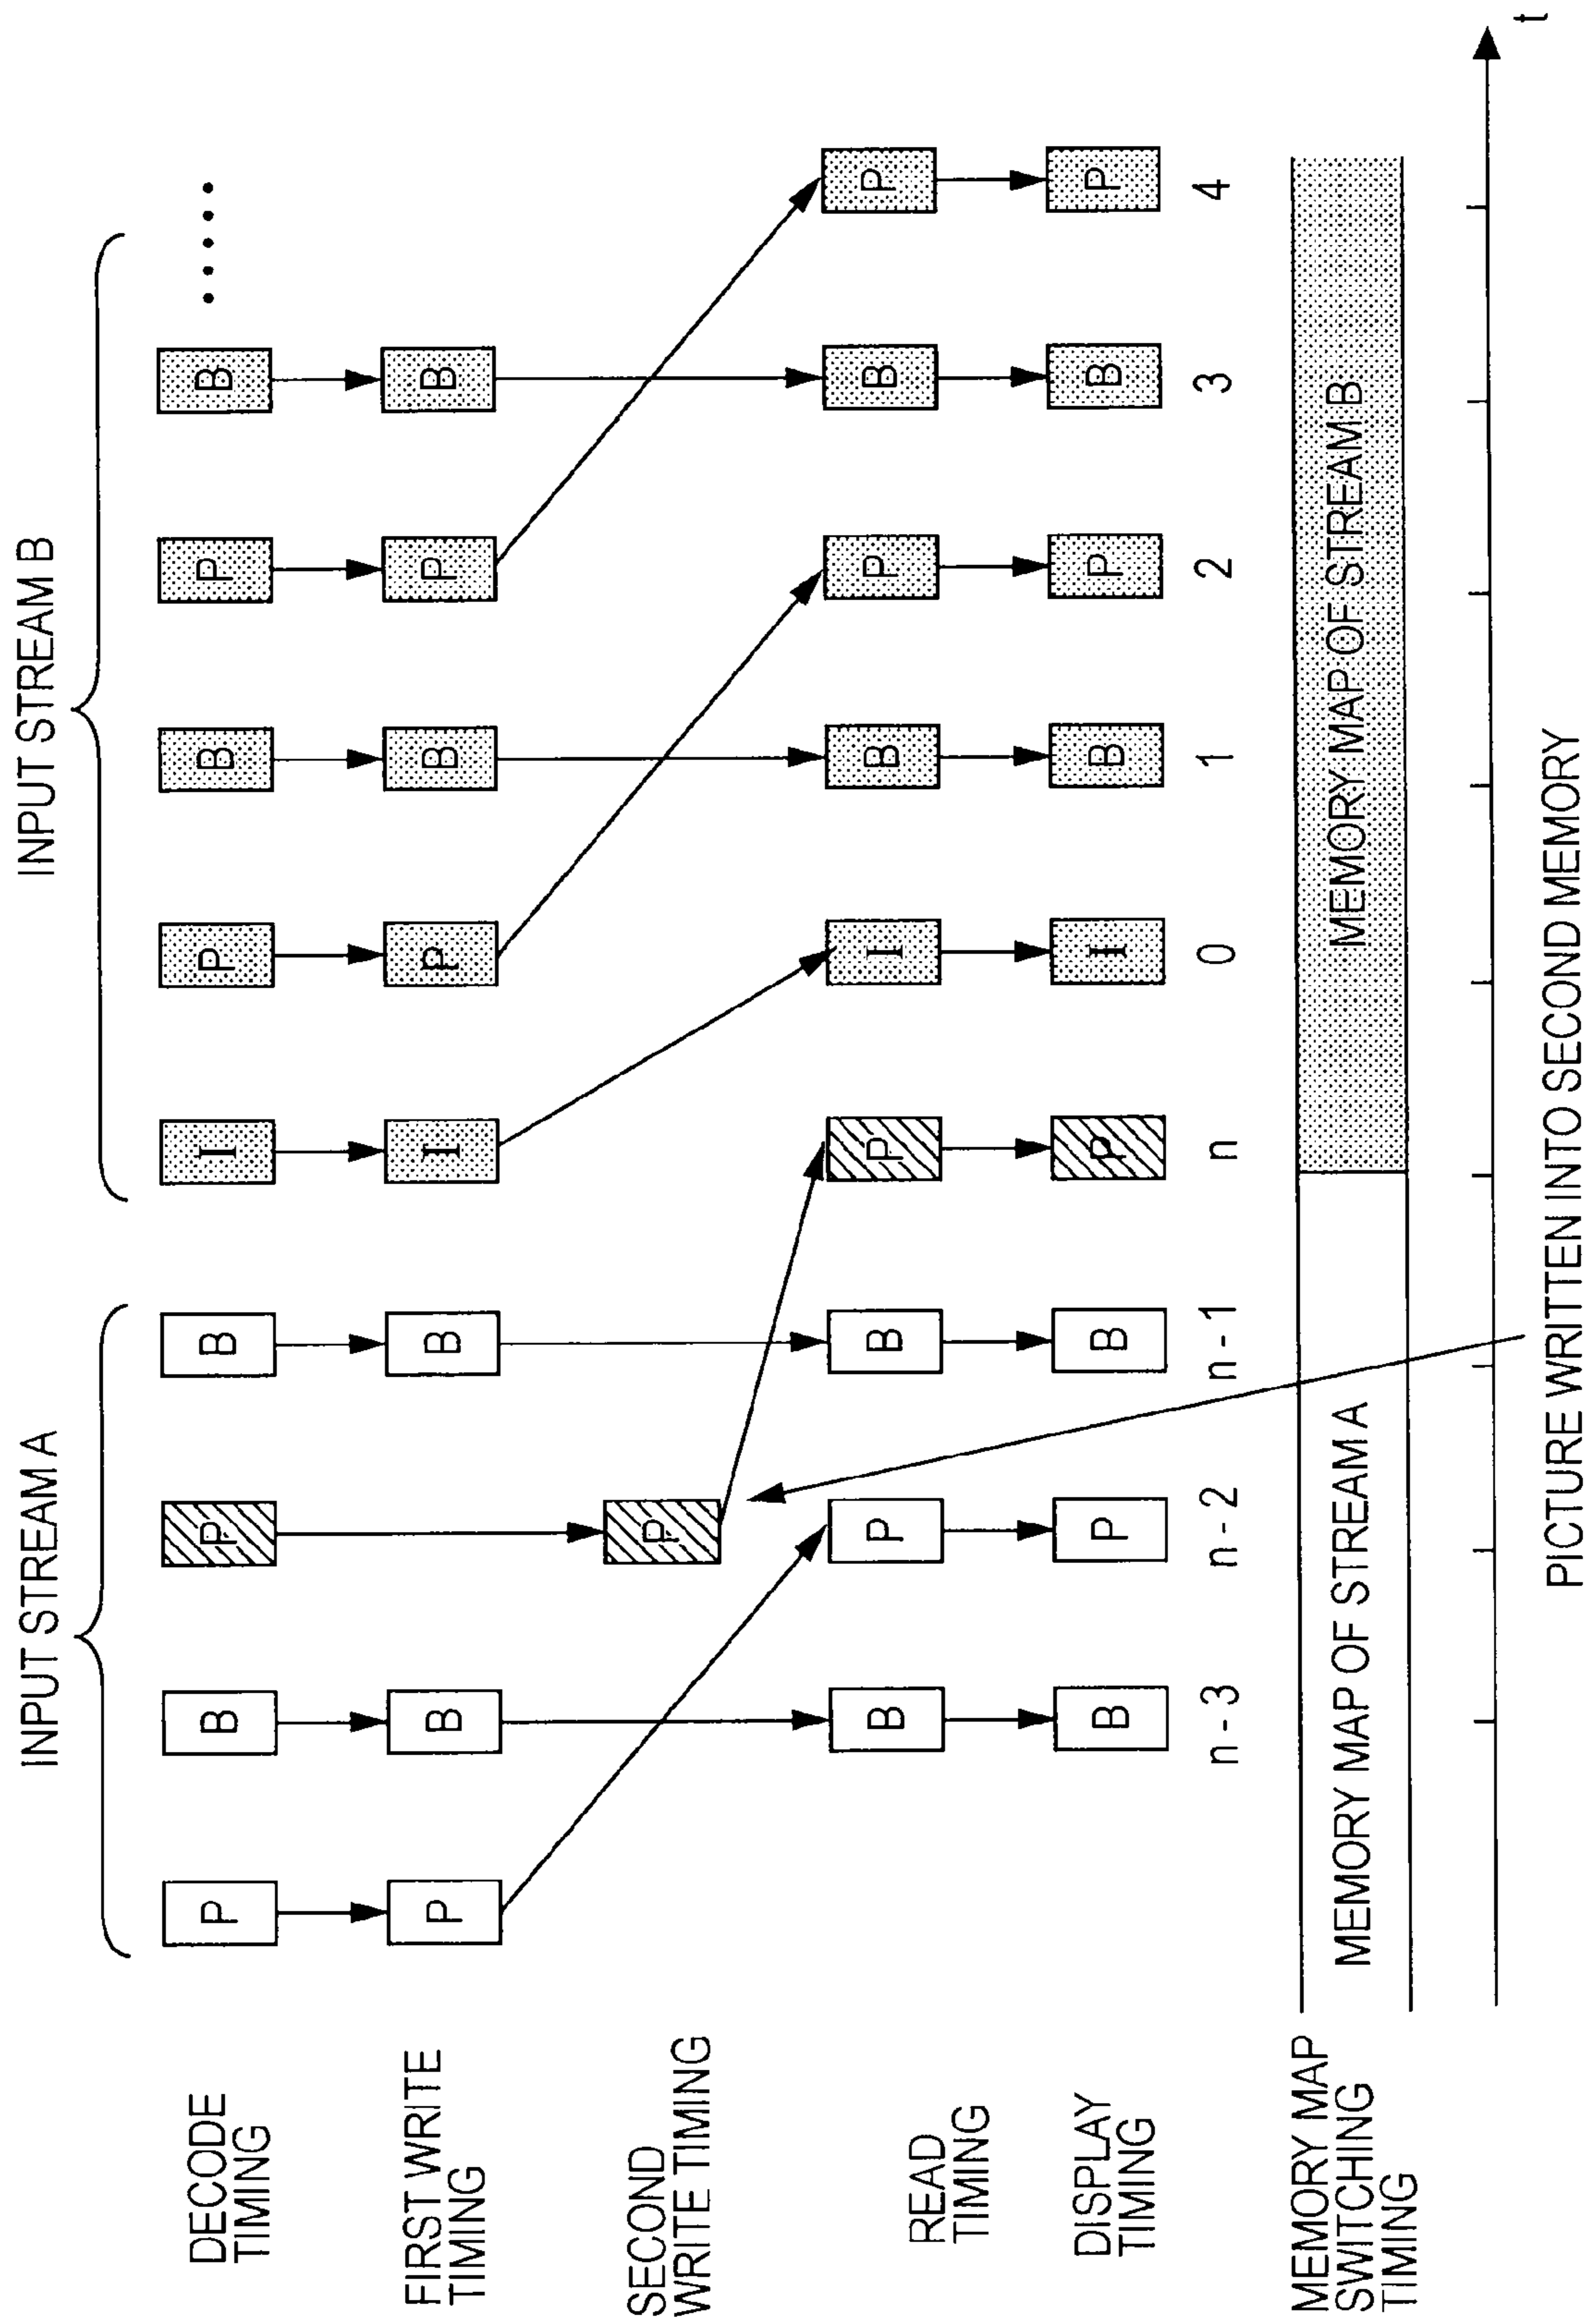 INPUT STREAM A
INPUT STREAM B
DECODE
TIMING
P
B
P
B
I
P
B
P
B
.....
FIRST WRITE
TIMING
P
B
B
I
P
B
P
B
SECOND
WRITE TIMING
P
READ
TIMING
B
P
B
P
I
B
P
B
P
DISPLAY
TIMING
B
P
B
P
I
B
P
B
P
n-3
n-2
n-1
n
0
1
2
3
4
MEMORY MAP
SWITCHING
TIMING
MEMORY MAP OF STREAM A
MEMORY MAP OF STREAM B
t
PICTURE WRITTEN INTO SECOND MEMORY